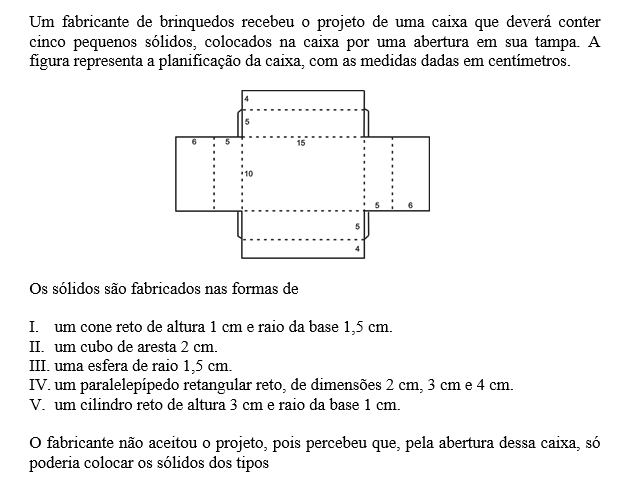 Um fabricante de brinquedos recebeu o projeto de uma caixa que deverá conter
cinco pequenos sólidos, colocados na caixa por uma abertura em sua tampa. A
figura representa a planificação da caixa, com as medidas dadas em centímetros.
4
5
6 5 15
10
5 6
5
4
Os sólidos são fabricados nas formas de
I. um cone reto de altura 1 cm e raio da base 1,5 cm.
II. um cubo de aresta 2 cm.
III. uma esfera de raio 1,5 cm.
IV. um paralelepípedo retangular reto, de dimensões 2 cm, 3 cm e 4 cm.
V. um cilindro reto de altura 3 cm e raio da base 1 cm.
O fabricante não aceitou o projeto, pois percebeu que, pela abertura dessa caixa, só
poderia colocar os sólidos dos tipos